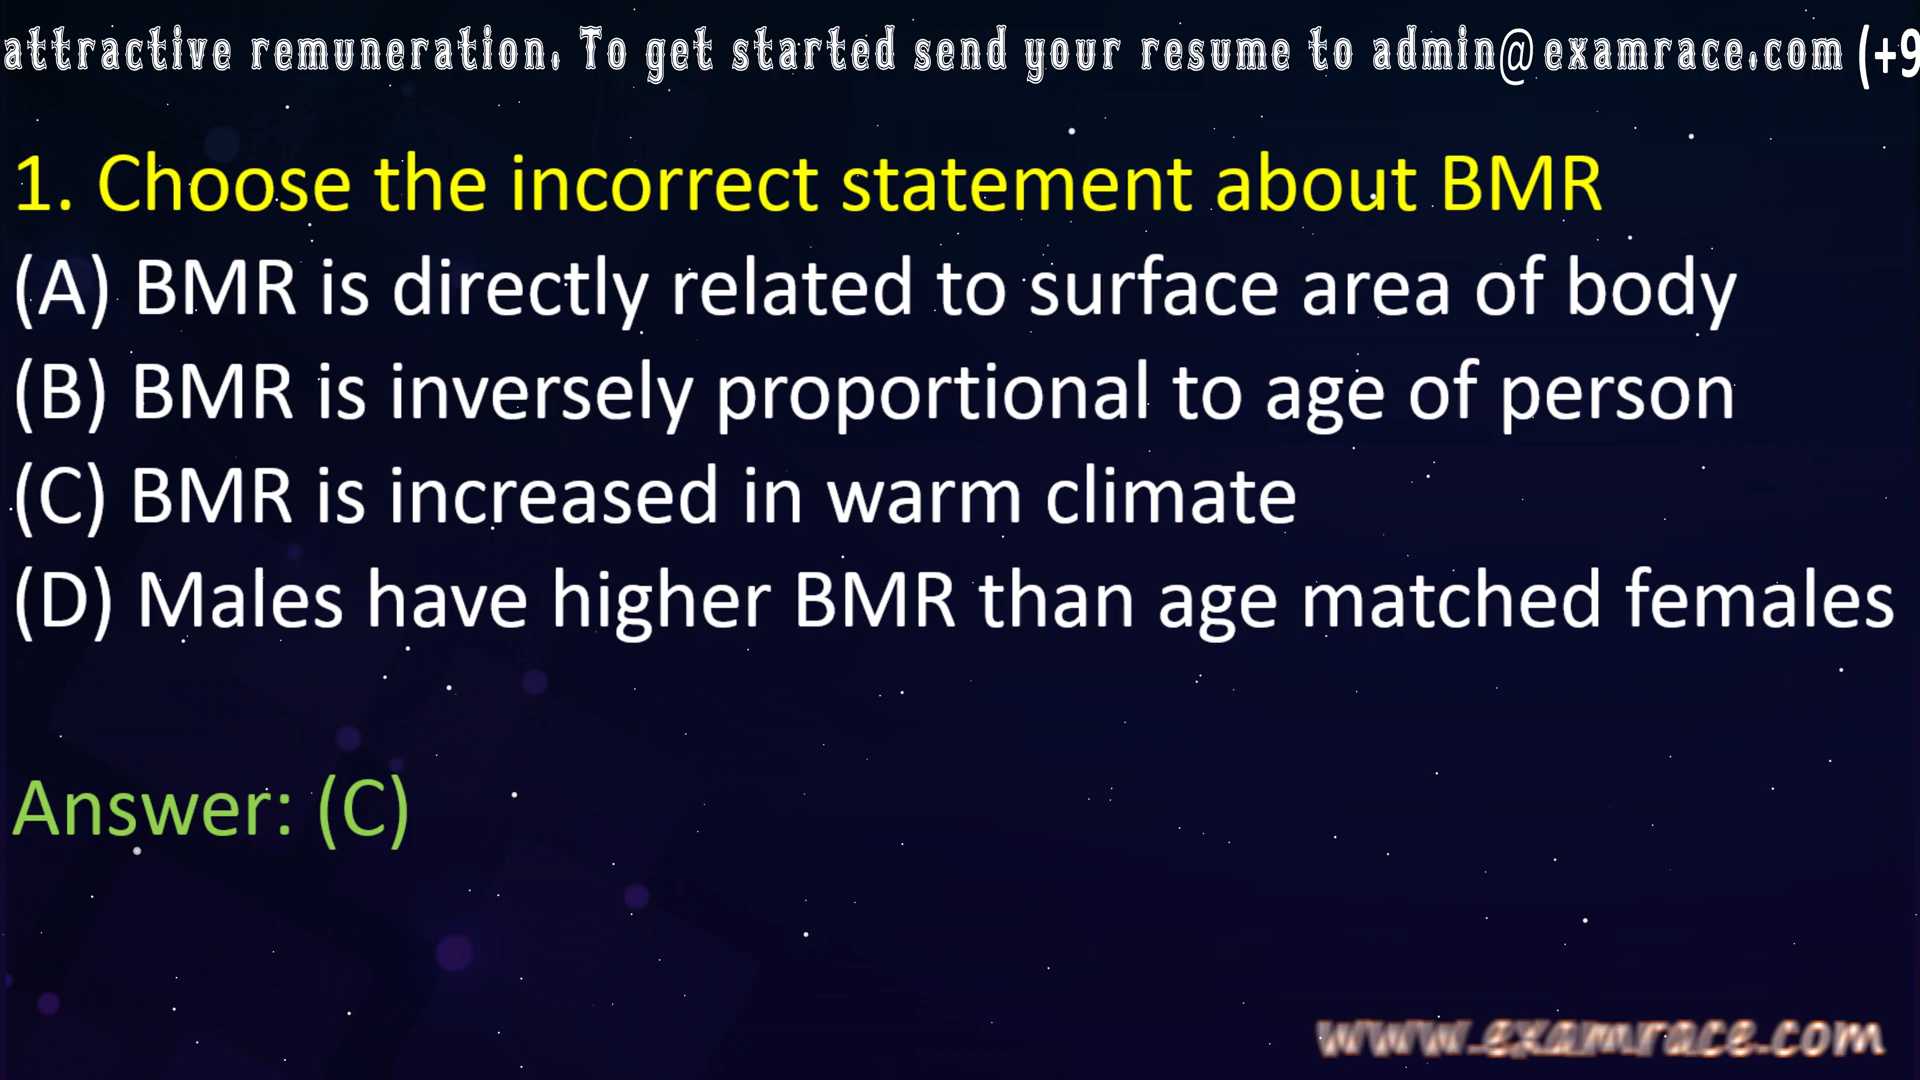 attractive remuneration. To get started send your resume to admin@examrace.com (+9
1. Choose the incorrect statement about BMR
(A) BMR is directly related to surface area of body
(B) BMR is inversely proportional to age of person
(C) BMR is increased in warm climate
(D) Males have higher BMR than age matched females
Answer: (C)
www.examrace.com